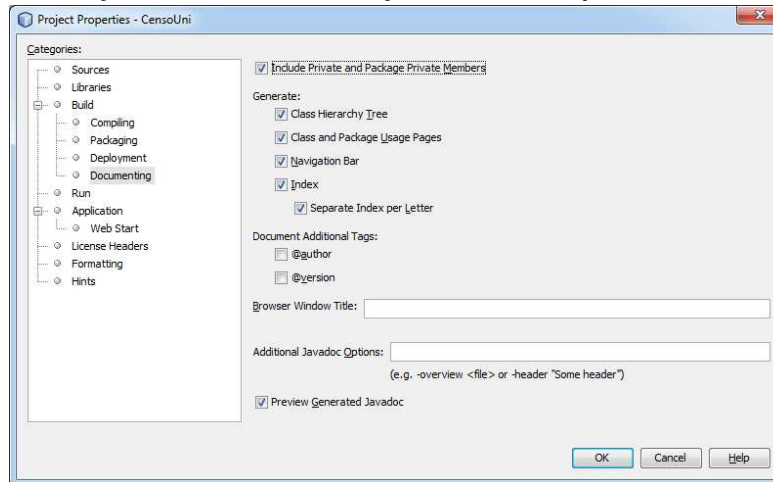 Project Properties - CensoUni
Categories:
Sources
Libraries
Build
Compiling
Packaging
Deployment
Documenting
Run
Application
Web Start
License Headers
Formatting
Hints
Include Private and Package Private Members
Generate:
Class Hierarchy Tree
Class and Package Usage Pages
Navigation Bar
Index
Separate Index per Letter
Document Additional Tags:
@author
@version
Browser Window Title:
Additional Javadoc Options:
(e.g. -overview <file> or -header "Some header")
Preview Generated Javadoc
OK Cancel Help